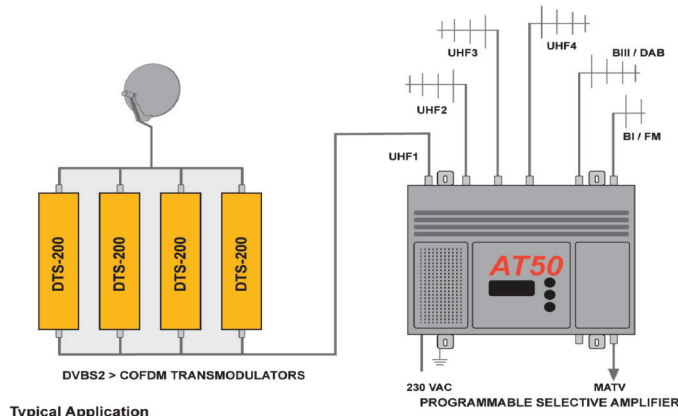 UHF3
UHF4
BIII / DAB
UHF2
BI / FM
UHF1
DTS-200
DTS-200
DTS-200
DTS-200
AT50
DVBS2 > COFDM TRANSMODULATORS
230 VAC
MATV
PROGRAMMABLE SELECTIVE AMPLIFIER
Typical Application